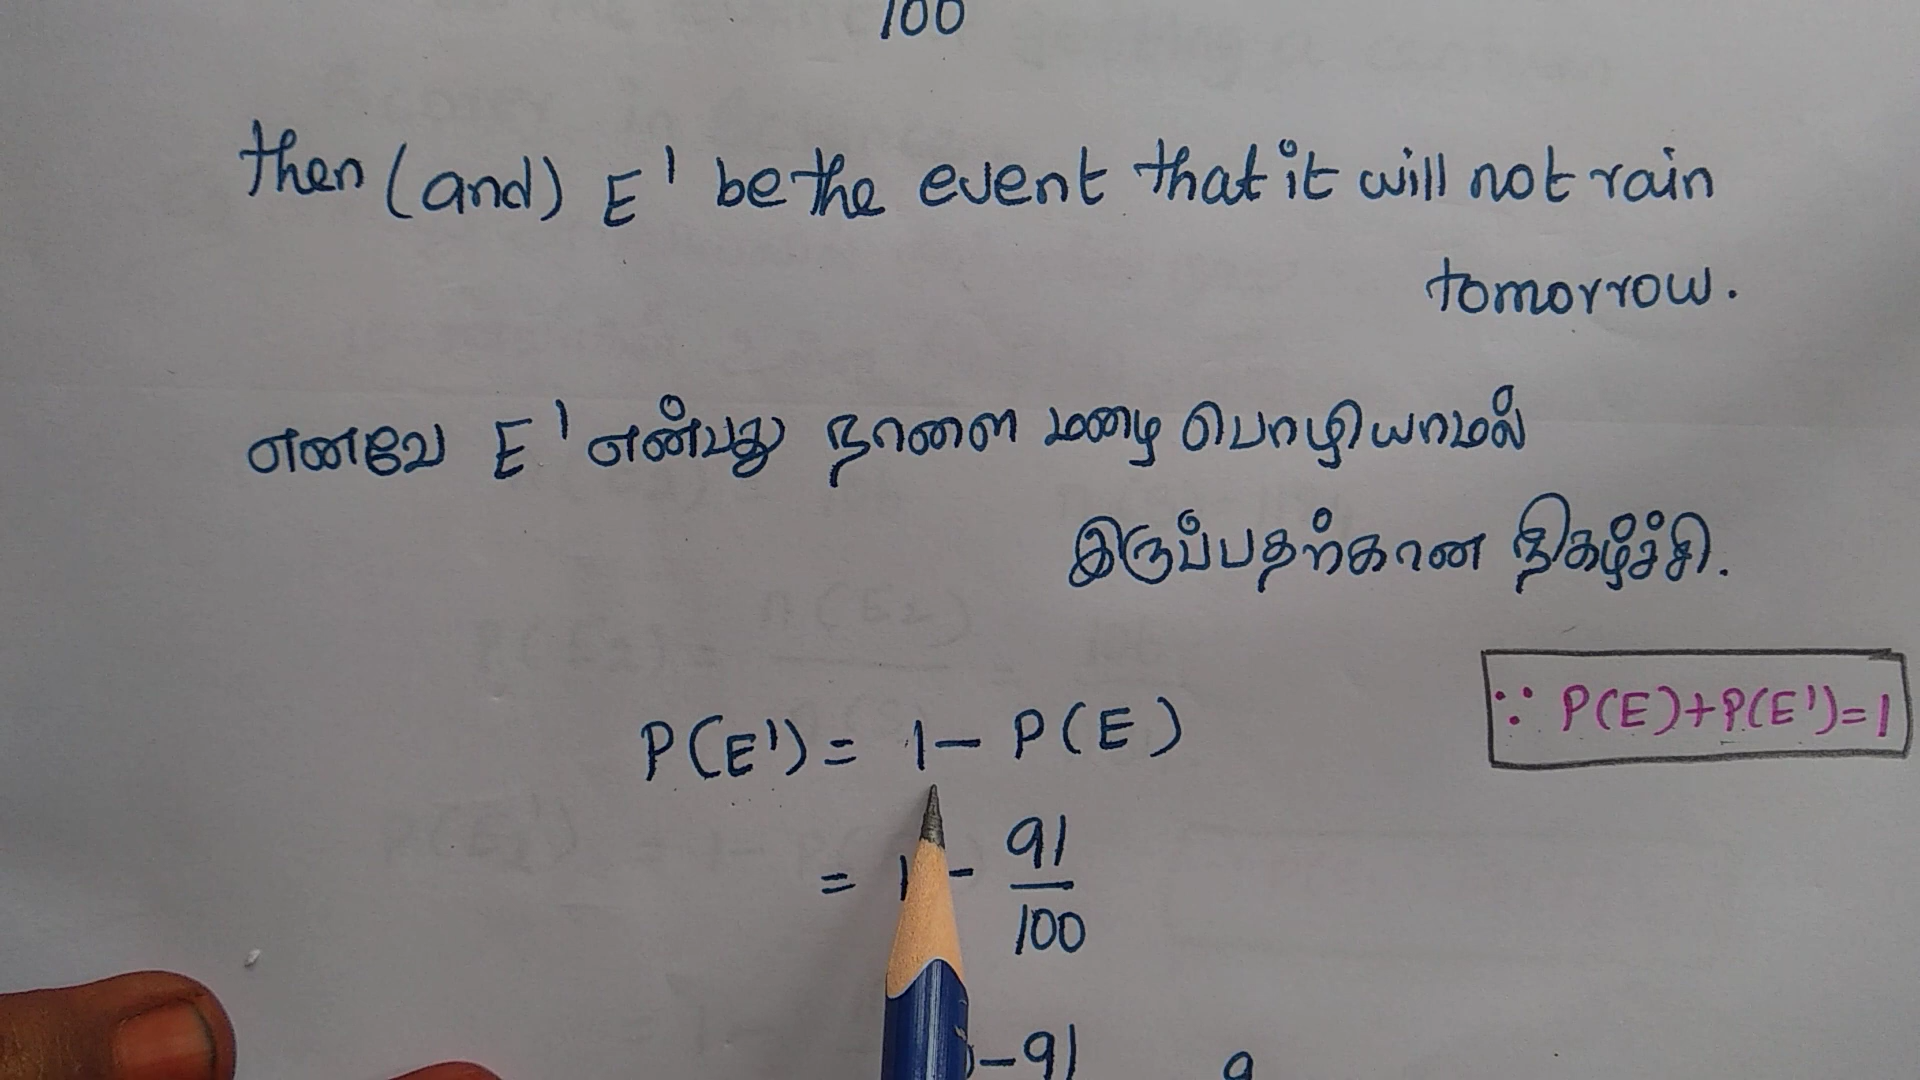 100
then (and) E' be the event that it will not rain
tomorrow.
எனவே E' என்பது நாளை மழை பொழியாமல்
இருப்பதற்கான நிகழ்ச்சி.
P(E') = 1 - P(E)
∵ P(E)+P(E')=1
= 1 - 91/100
-91 9